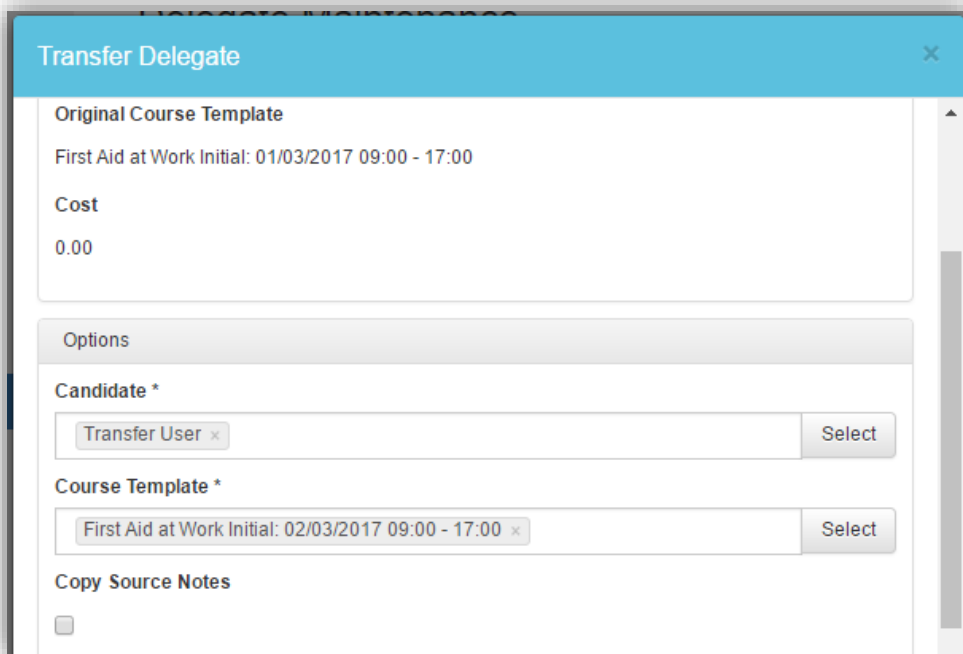 Delegate Maintenance
Transfer Delegate ×
Original Course Template
First Aid at Work Initial: 01/03/2017 09:00 - 17:00
Cost
0.00
Options
Candidate *
Transfer User × Select
Course Template *
First Aid at Work Initial: 02/03/2017 09:00 - 17:00 × Select
Copy Source Notes